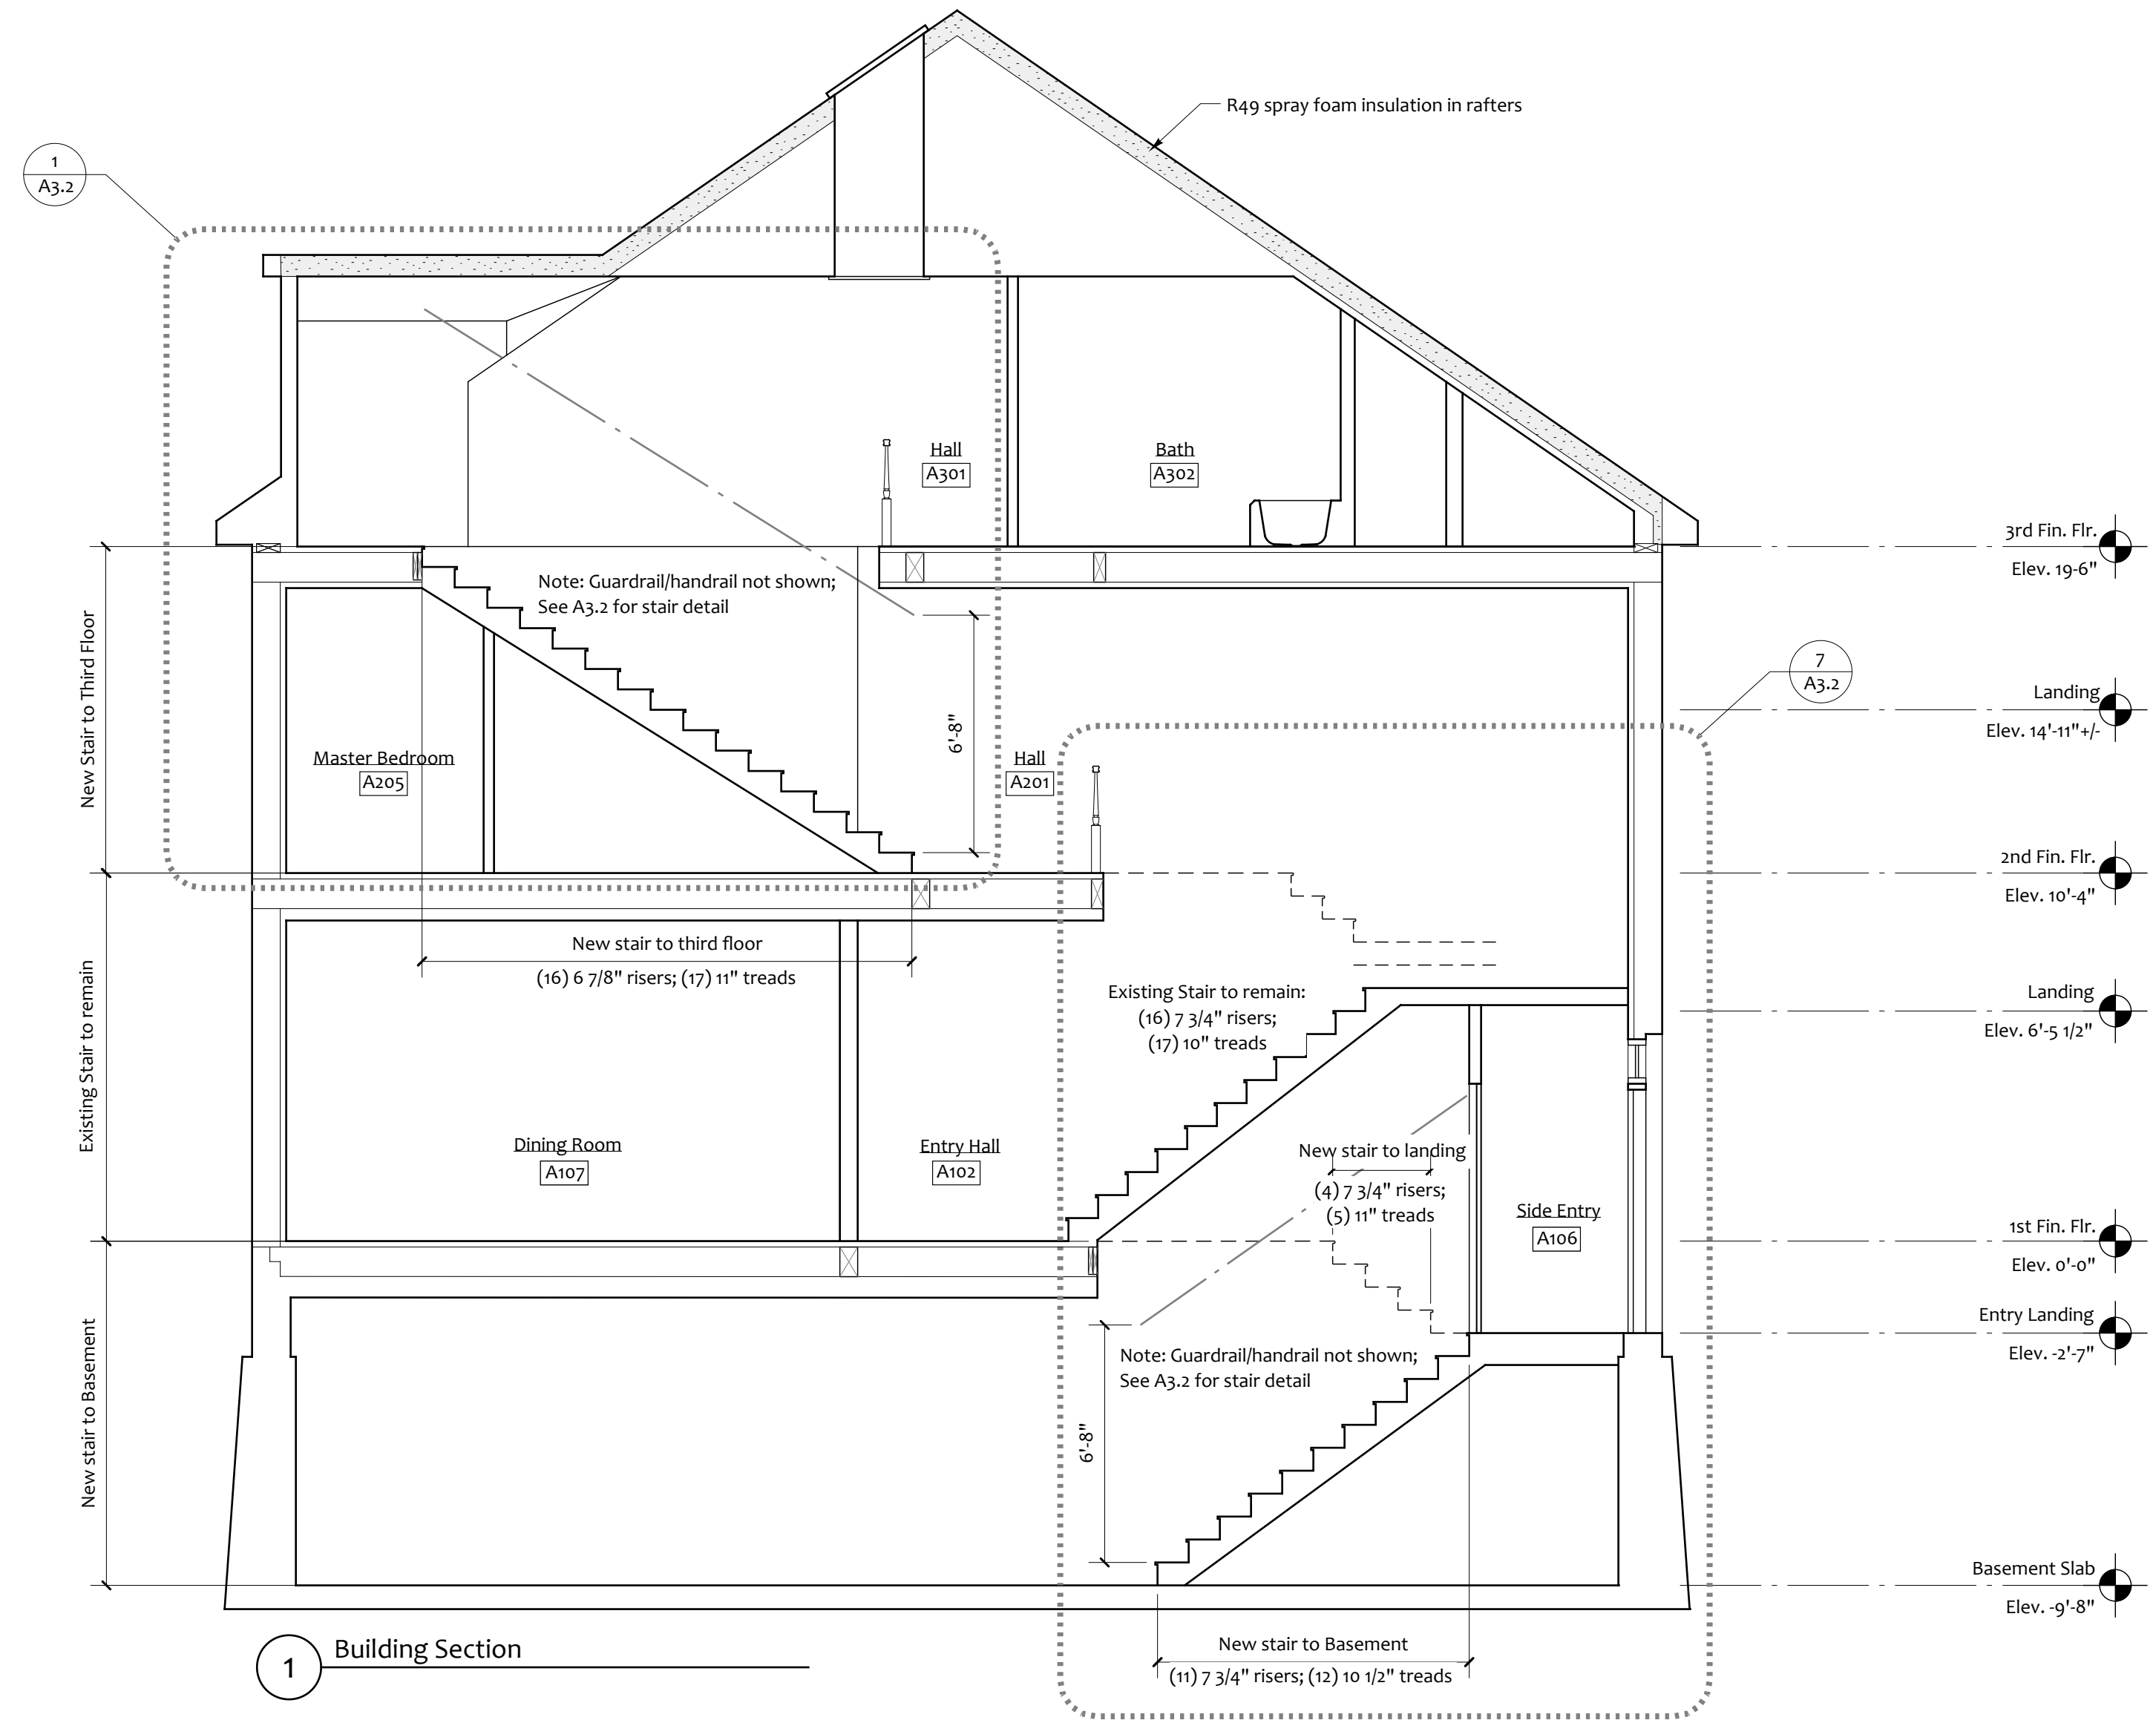 R49 spray foam insulation in rafters
1
A3.2
Hall
A301
Bath
A302
3rd Fin. Flr.
Elev. 19-6"
Note: Guardrail/handrail not shown;
See A3.2 for stair detail
New Stair to Third Floor
7
A3.2
Landing
Elev. 14'-11"+/-
6'-8"
Master Bedroom
A205
Hall
A201
2nd Fin. Flr.
Elev. 10'-4"
New stair to third floor
(16) 6 7/8" risers; (17) 11" treads
Existing Stair to remain
Existing Stair to remain:
(16) 7 3/4" risers;
(17) 10" treads
Landing
Elev. 6'-5 1/2"
Dining Room
A107
Entry Hall
A102
New stair to landing
(4) 7 3/4" risers;
(5) 11" treads
Side Entry
A106
1st Fin. Flr.
Elev. 0'-0"
Entry Landing
Elev. -2'-7"
Note: Guardrail/handrail not shown;
See A3.2 for stair detail
New stair to Basement
6'-8"
Basement Slab
Elev. -9'-8"
1
Building Section
New stair to Basement
(11) 7 3/4" risers; (12) 10 1/2" treads